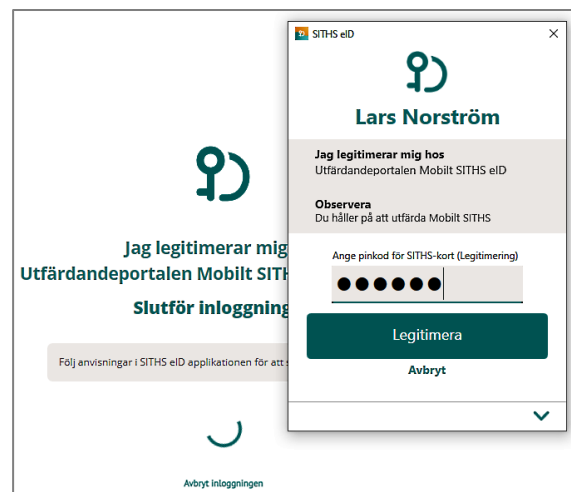 SITHS eID
Lars Norström
Jag legitimerar mig hos
Utfärdandeportalen Mobilt SITHS eID
Observera
Du håller på att utfärda Mobilt SITHS
Ange pinkod för SITHS-kort (Legitimering)
Legitimera
Avbryt
Jag legitimerar mig
Utfärdandeportalen Mobilt SITH
Slutför inloggning
Följ anvisningar i SITHS eID applikationen för att s
Avbryt inloggningen